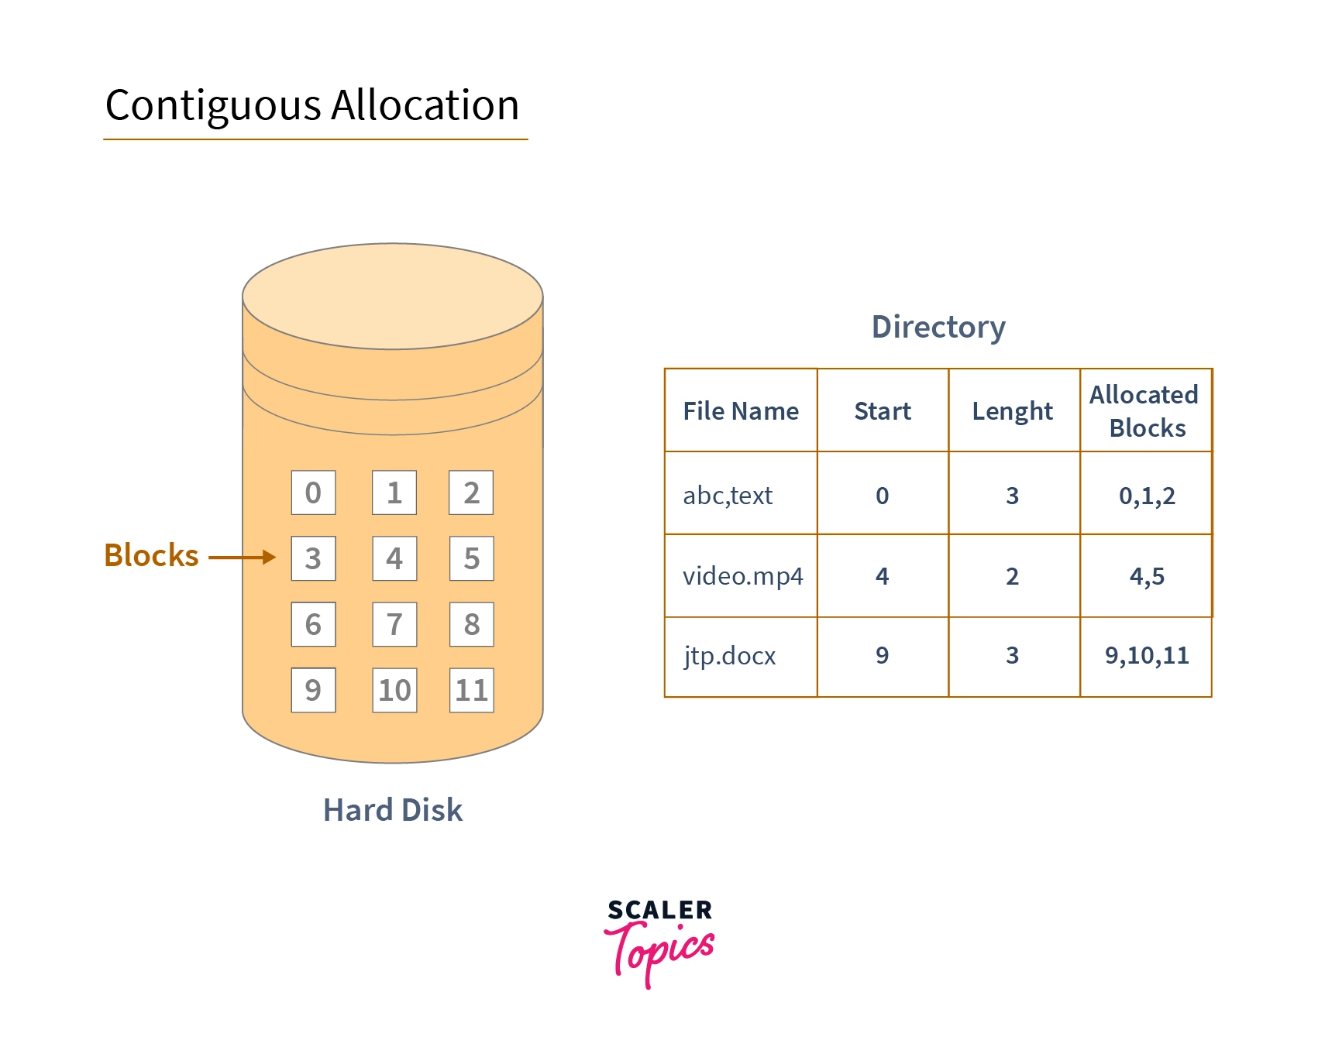 Contiguous Allocation
Directory
File Name Start Lenght Allocated Blocks
abc,text 0 3 0,1,2
video.mp4 4 2 4,5
jtp.docx 9 3 9,10,11
0 1 2
Blocks 3 4 5
6 7 8
9 10 11
Hard Disk
SCALER
Topics